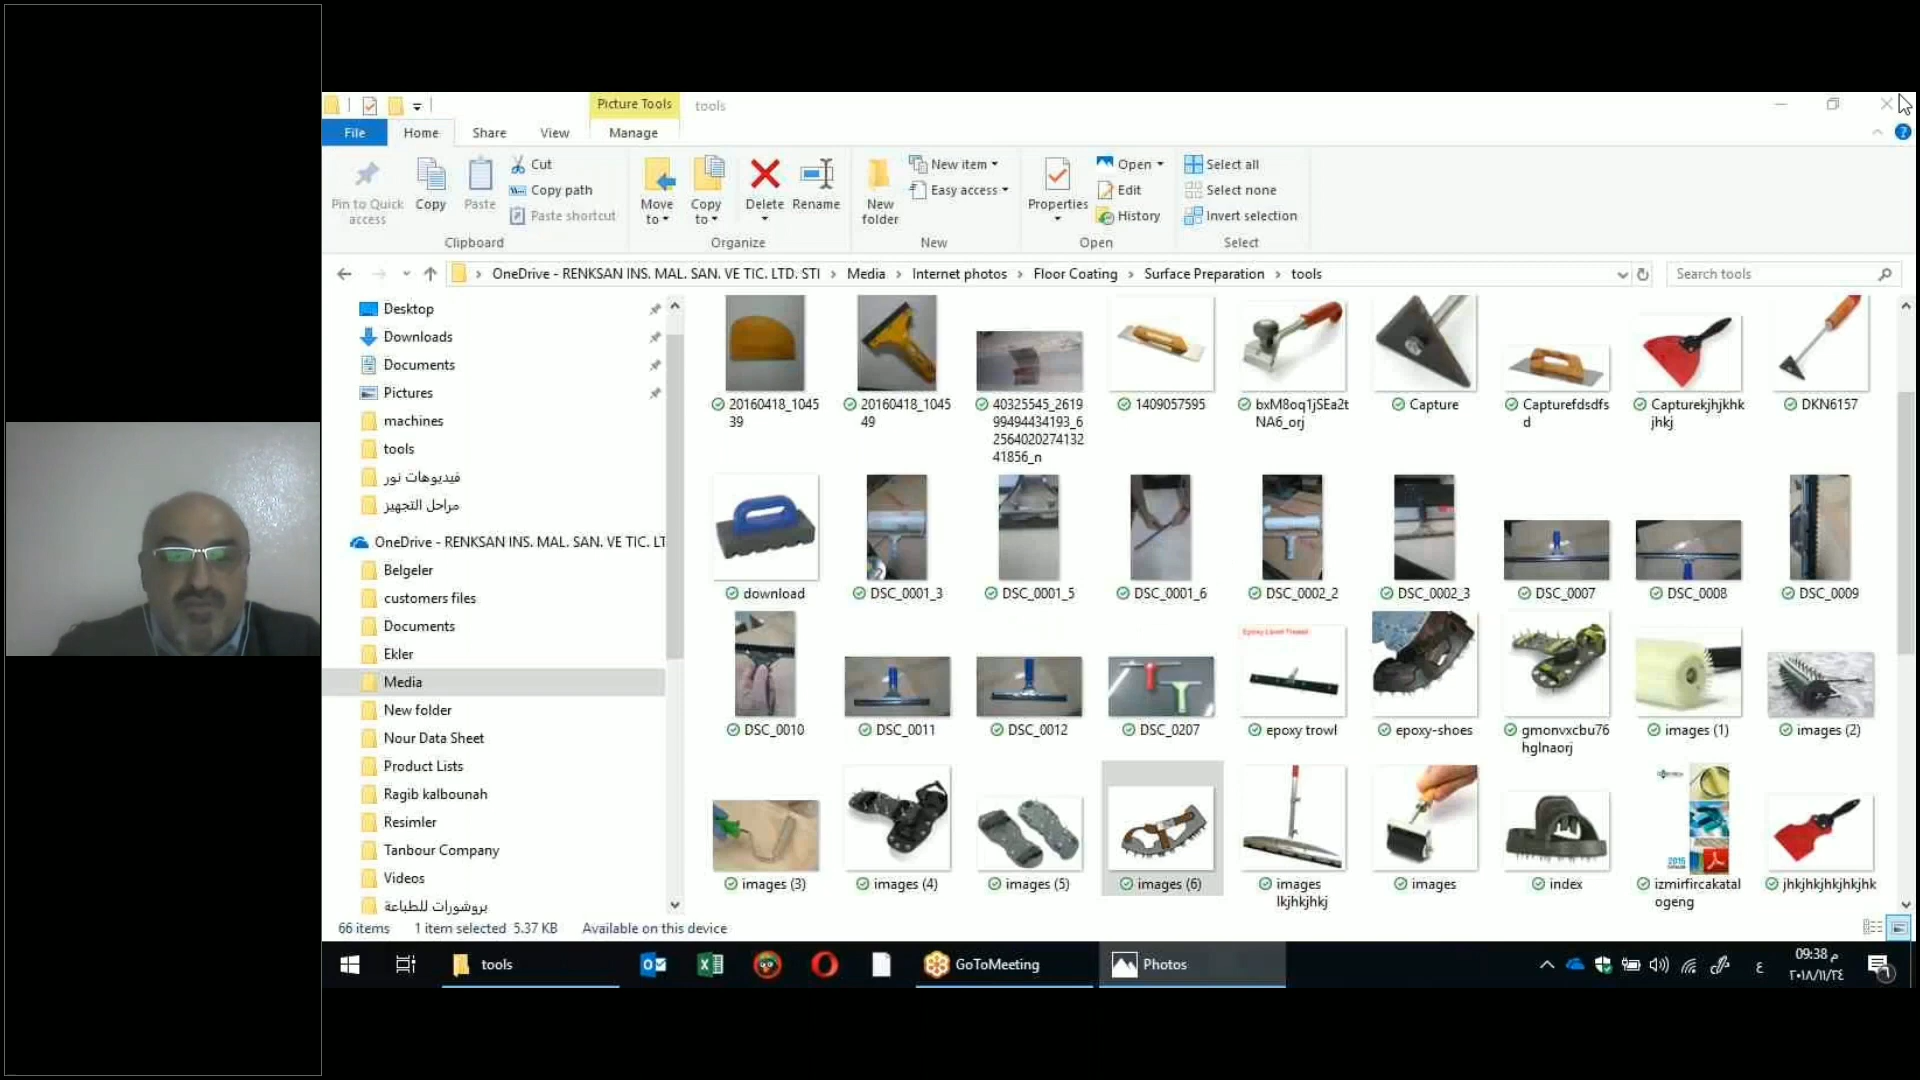 Picture Tools
tools
File
Home
Share
View
Manage
Pin to Quick access
Copy
Paste
Cut
Copy path
Paste shortcut
Clipboard
Move to
Copy to
Delete
Rename
Organize
New folder
New item
Easy access
New
Properties
Open
Edit
History
Open
Select all
Select none
Invert selection
Select
OneDrive - RENKSAN INS. MAL. SAN. VE TIC. LTD. STI
Media
Internet photos
Floor Coating
Surface Preparation
tools
Search tools
Desktop
Downloads
Documents
Pictures
machines
tools
فيديوهات نور
مراحل التجهيز
OneDrive - RENKSAN INS. MAL. SAN. VE TIC. LT
Belgeler
customers files
Documents
Ekler
Media
New folder
Nour Data Sheet
Product Lists
Ragib kalbounah
Resimler
Tanbour Company
Videos
بروشورات للطباعة
20160418_1045
39
20160418_1045
49
40325545_2619
99494434193_6
2564020274132
41856_n
1409057595
bxM8oq1jSEa2t
NA6_orj
Capture
Capturefdsdfs
d
Capturekjhjkhk
jhkj
DKN6157
download
DSC_0001_3
DSC_0001_5
DSC_0001_6
DSC_0002_2
DSC_0002_3
DSC_0007
DSC_0008
DSC_0009
DSC_0010
DSC_0011
DSC_0012
DSC_0207
epoxy trowl
epoxy-shoes
gmonvxcbu76
hglnaorj
images (1)
images (2)
images (3)
images (4)
images (5)
images (6)
images
lkjhkjhkj
images
index
2015
izmirfircakatal
ogeng
jhkjhkjhkjhkjhk
66 items
1 item selected 5.37 KB
Available on this device
tools
GoToMeeting
Photos
ع
09:38 م
٢٠١٨/١١/٢٤